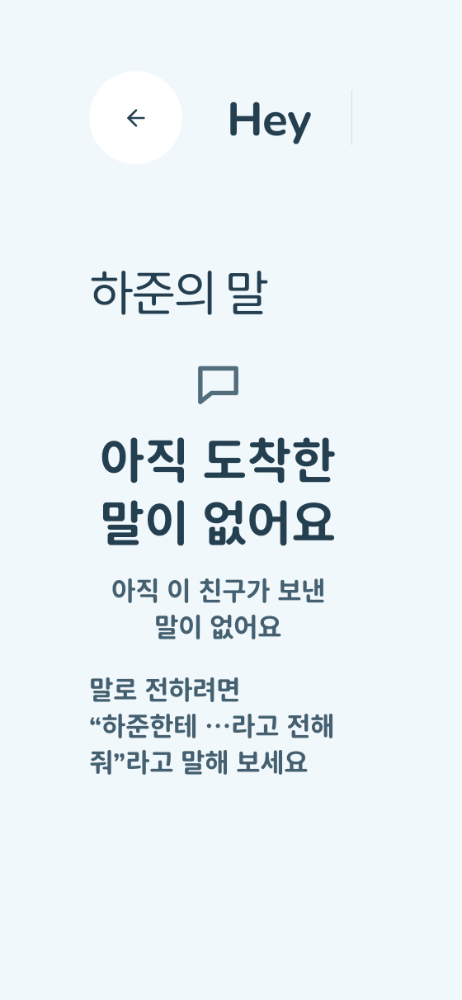 Hey
하준의 말
아직 도착한
말이 없어요
아직 이 친구가 보낸
말이 없어요
말로 전하려면
“하준한테 …라고 전해
줘”라고 말해 보세요